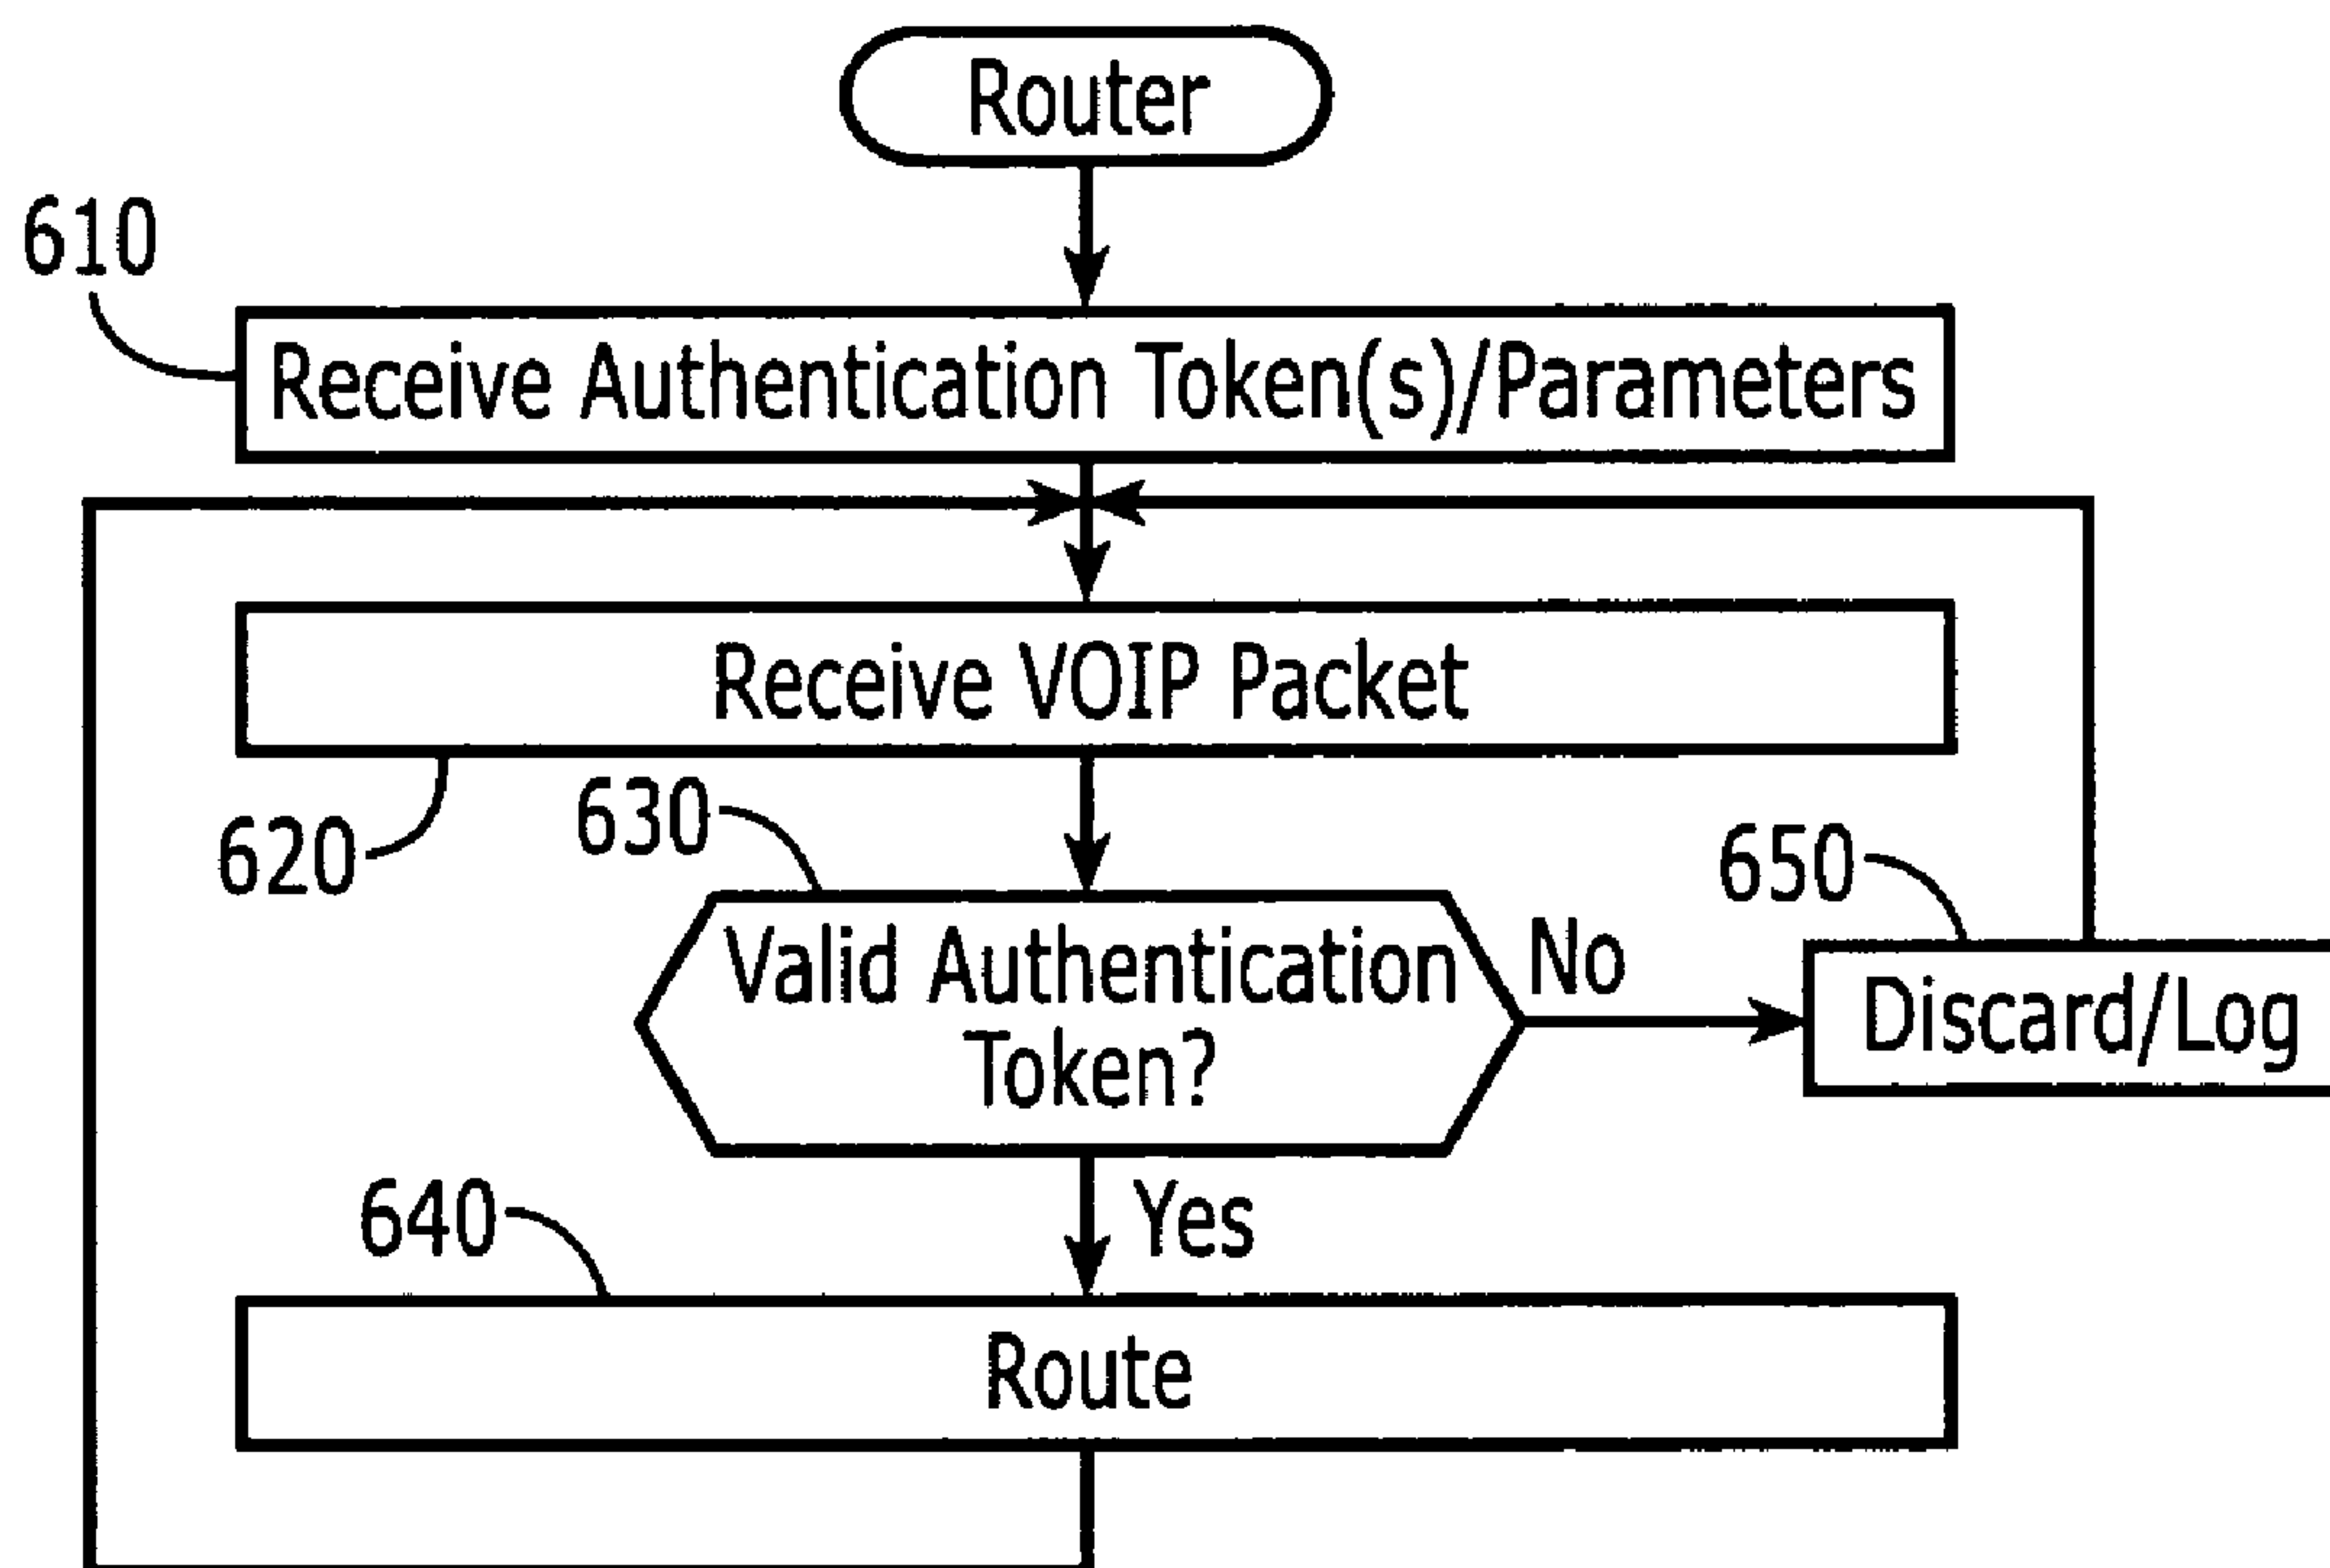 Router
610
Receive Authentication Token(s)/Parameters
Receive VOIP Packet
620
630
650
Valid Authentication
Token?
No
Discard/Log
Yes
640
Route